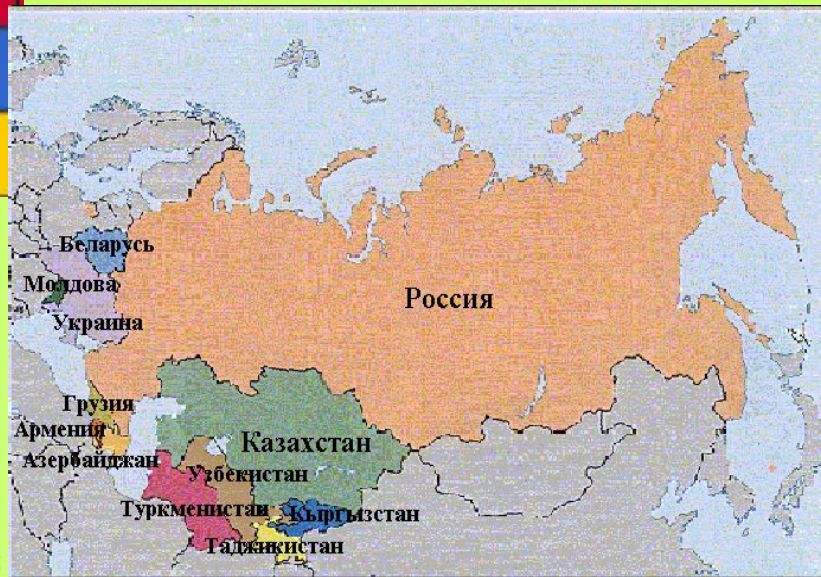 Беларусь
Молдова
Россия
Украина
Грузия
Армения
Казахстан
Азербайджан
Узбекистан
Туркменистан
Кыргызстан
Таджикистан